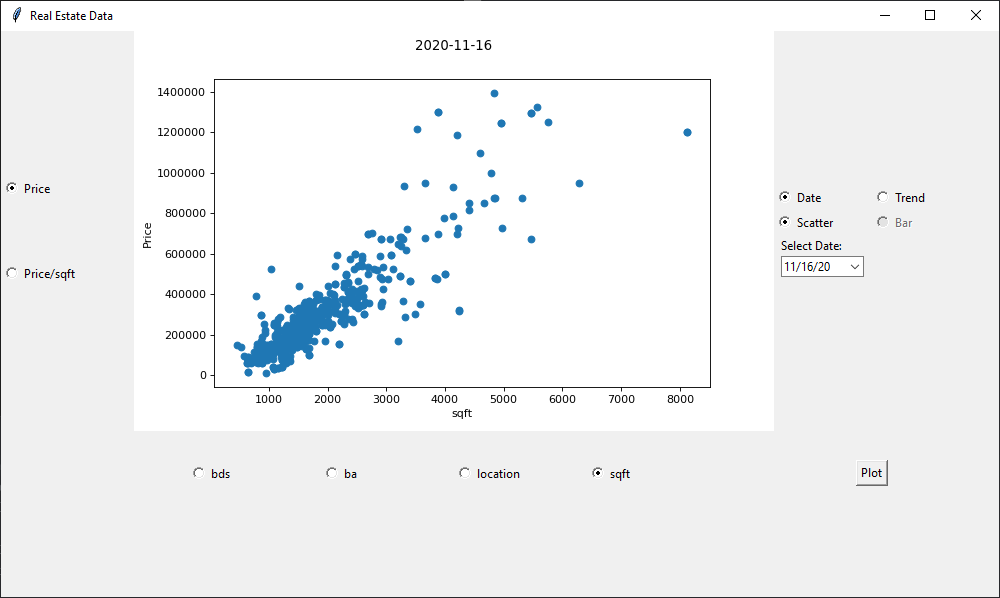 Real Estate Data
2020-11-16
1400000
1200000
1000000
800000
600000
400000
200000
0
Price
1000 2000 3000 4000 5000 6000 7000 8000
sqft
Price
Price/sqft
Date Trend
Scatter Bar
Select Date:
11/16/20
bds ba location sqft Plot